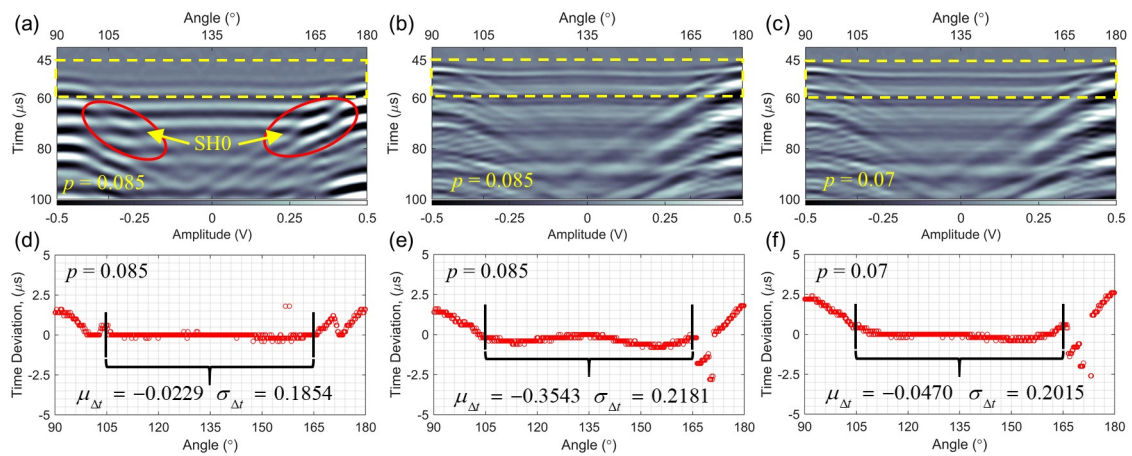 (a) Angle (°)
90 105 135 165 180
45
60
80
100
Time (μs)
SH0
p = 0.085
-0.5 -0.25 0 0.25 0.5
Amplitude (V)
(b) Angle (°)
90 105 135 165 180
45
60
80
100
Time (μs)
p = 0.085
-0.5 -0.25 0 0.25 0.5
Amplitude (V)
(c) Angle (°)
90 105 135 165 180
45
60
80
100
Time (μs)
p = 0.07
-0.5 -0.25 0 0.25 0.5
Amplitude (V)
(d)
5
2.5
0
-2.5
-5
Time Deviation, (μs)
p = 0.085
μΔt = −0.0229 σΔt = 0.1854
90 105 120 135 150 165 180
Angle (°)
(e)
5
2.5
0
-2.5
-5
Time Deviation, (μs)
p = 0.085
μΔt = −0.3543 σΔt = 0.2181
90 105 120 135 150 165 180
Angle (°)
(f)
5
2.5
0
-2.5
-5
Time Deviation, (μs)
p = 0.07
μΔt = −0.0470 σΔt = 0.2015
90 105 120 135 150 165 180
Angle (°)